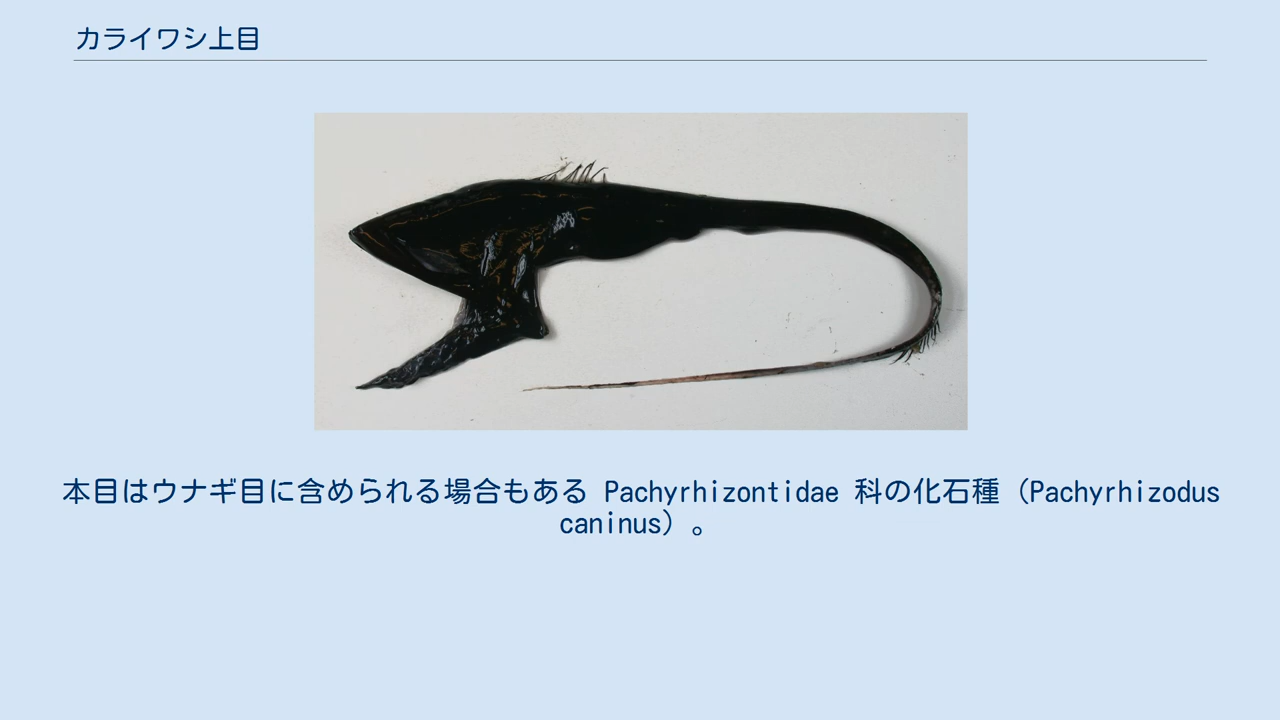 カライワシ上目
本目はウナギ目に含められる場合もある Pachyrhizontidae 科の化石種（Pachyrhizodus
caninus）。